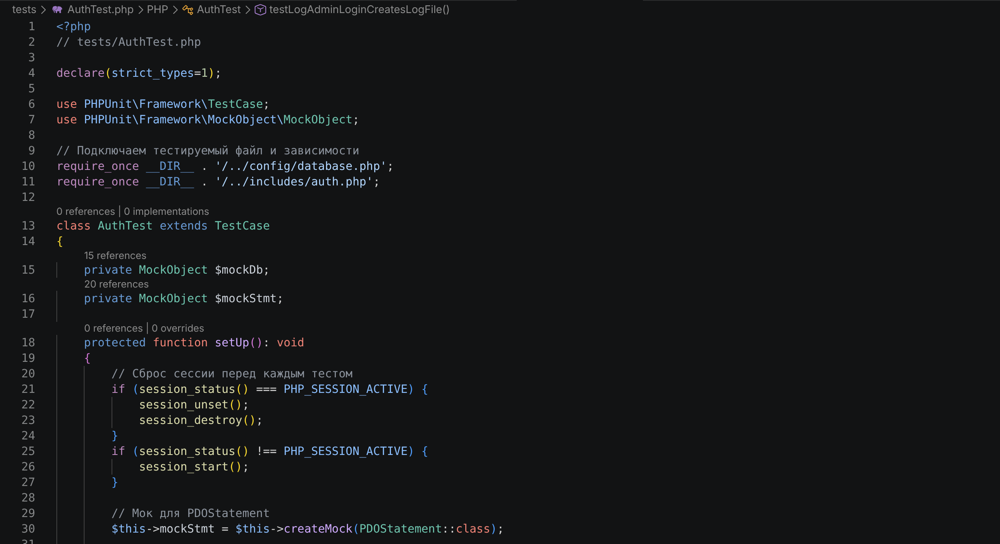 tests > AuthTest.php > PHP > AuthTest > testLogAdminLoginCreatesLogFile()
1 <?php
2 // tests/AuthTest.php
3
4 declare(strict_types=1);
5
6 use PHPUnit\Framework\TestCase;
7 use PHPUnit\Framework\MockObject\MockObject;
8
9 // Подключаем тестируемый файл и зависимости
10 require_once __DIR__ . '/../config/database.php';
11 require_once __DIR__ . '/../includes/auth.php';
12
0 references | 0 implementations
13 class AuthTest extends TestCase
14 {
15 references
15 private MockObject $mockDb;
20 references
16 private MockObject $mockStmt;
17
0 references | 0 overrides
18 protected function setUp(): void
19 {
20 // Сброс сессии перед каждым тестом
21 if (session_status() === PHP_SESSION_ACTIVE) {
22 session_unset();
23 session_destroy();
24 }
25 if (session_status() !== PHP_SESSION_ACTIVE) {
26 session_start();
27 }
28
29 // Мок для PDOStatement
30 $this->mockStmt = $this->createMock(PDOStatement::class);
31